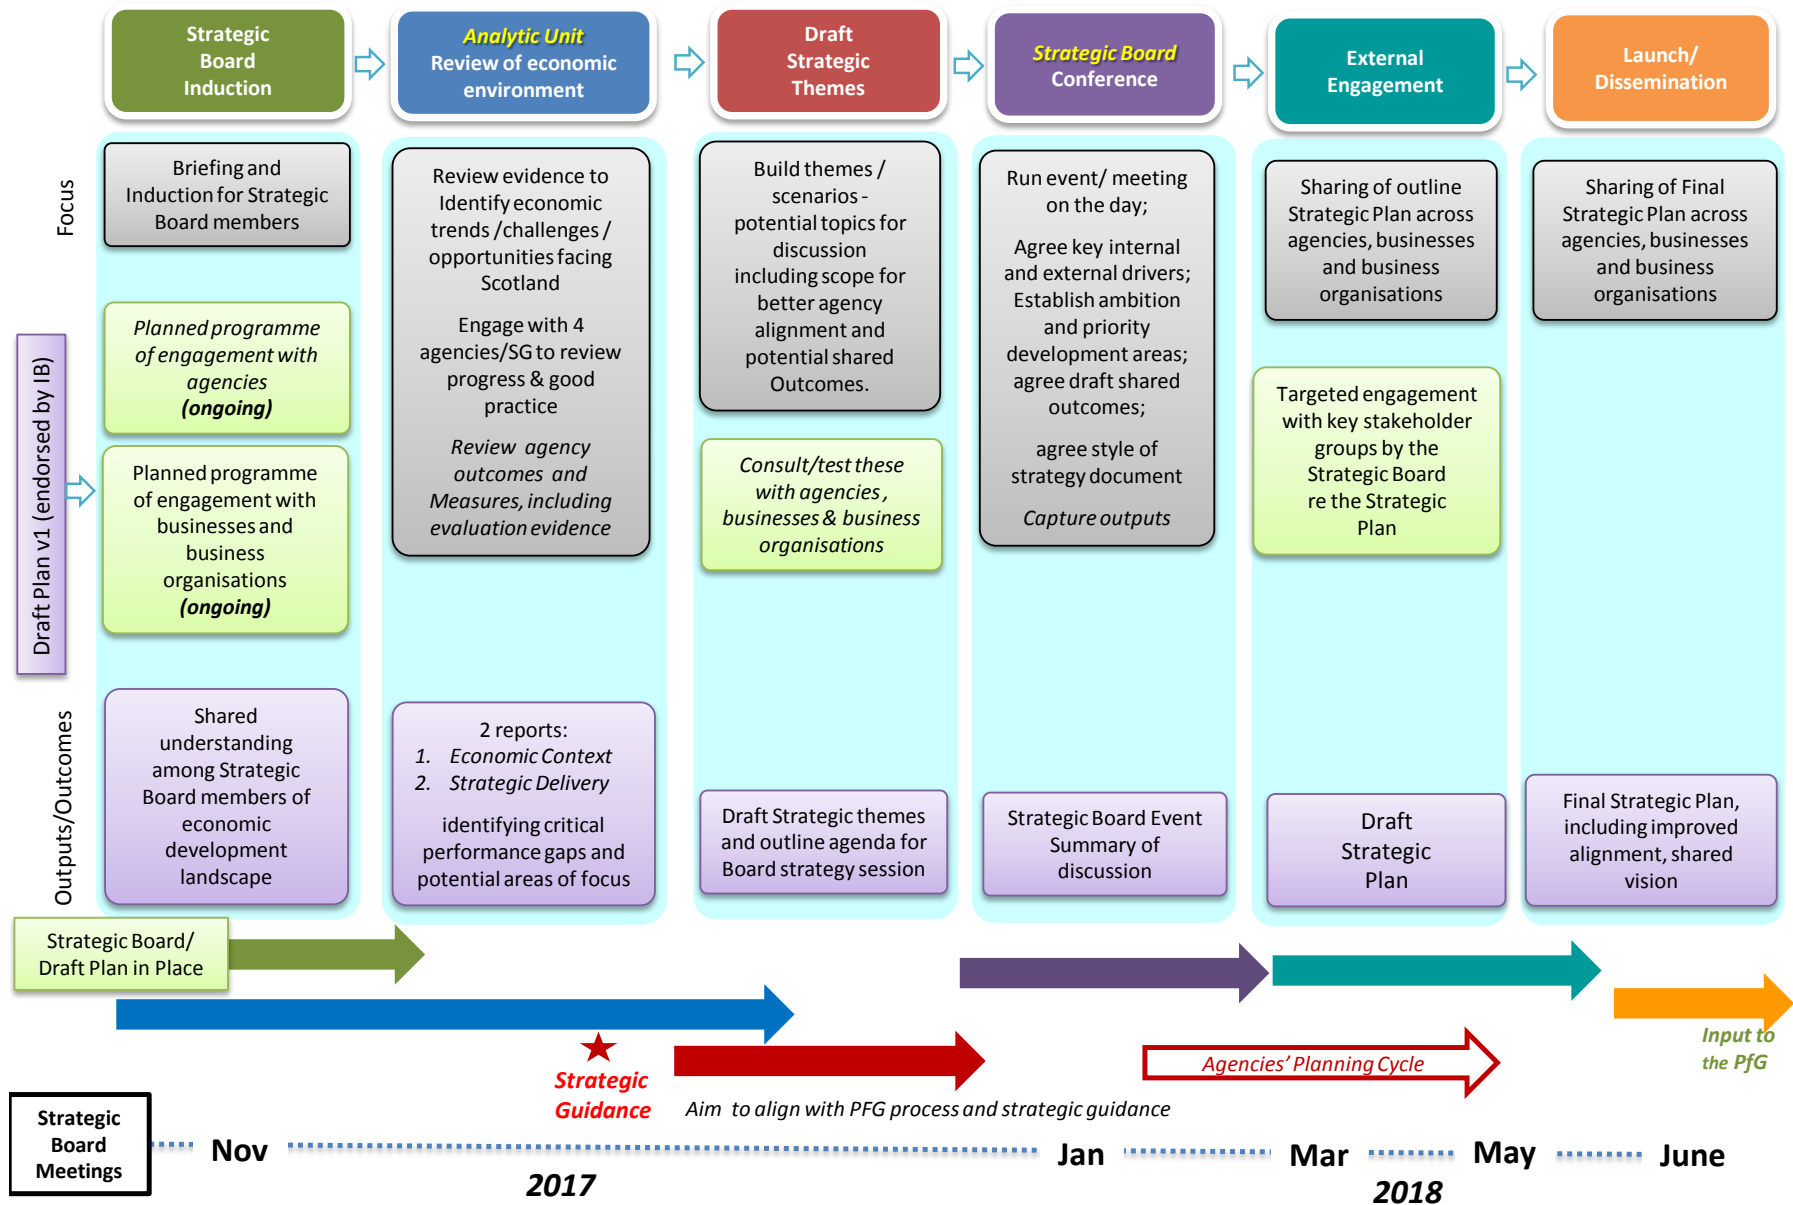 Strategic
Board
Induction
Analytic Unit
Review of economic
environment
Draft
Strategic
Themes
Strategic Board
Conference
External
Engagement
Launch/
Dissemination
Focus
Briefing and
Induction for Strategic
Board members
Planned programme
of engagement with
agencies
(ongoing)
Planned programme
of engagement with
businesses and
business
organisations
(ongoing)
Review evidence to
Identify economic
trends /challenges /
opportunities facing
Scotland
Engage with 4
agencies/SG to review
progress & good
practice
Review agency
outcomes and
Measures, including
evaluation evidence
Build themes /
scenarios -
potential topics for
discussion
including scope for
better agency
alignment and
potential shared
Outcomes.
Consult/test these
with agencies ,
businesses & business
organisations
Run event/ meeting
on the day;
Agree key internal
and external drivers;
Establish ambition
and priority
development areas;
agree draft shared
outcomes;
agree style of
strategy document
Capture outputs
Sharing of outline
Strategic Plan across
agencies, businesses
and business
organisations
Targeted engagement
with key stakeholder
groups by the
Strategic Board
re the Strategic
Plan
Sharing of Final
Strategic Plan across
agencies, businesses
and business
organisations
Draft Plan v1 (endorsed by IB)
Outputs/Outcomes
Shared
understanding
among Strategic
Board members of
economic
development
landscape
2 reports:
1. Economic Context
2. Strategic Delivery
identifying critical
performance gaps and
potential areas of focus
Draft Strategic themes
and outline agenda for
Board strategy session
Strategic Board Event
Summary of
discussion
Draft
Strategic
Plan
Final Strategic Plan,
including improved
alignment, shared
vision
Strategic Board/
Draft Plan in Place
Strategic
Guidance
Agencies' Planning Cycle
Input to
the PfG
Aim to align with PFG process and strategic guidance
Strategic
Board
Meetings
Nov
Jan
Mar
May
June
2017
2018